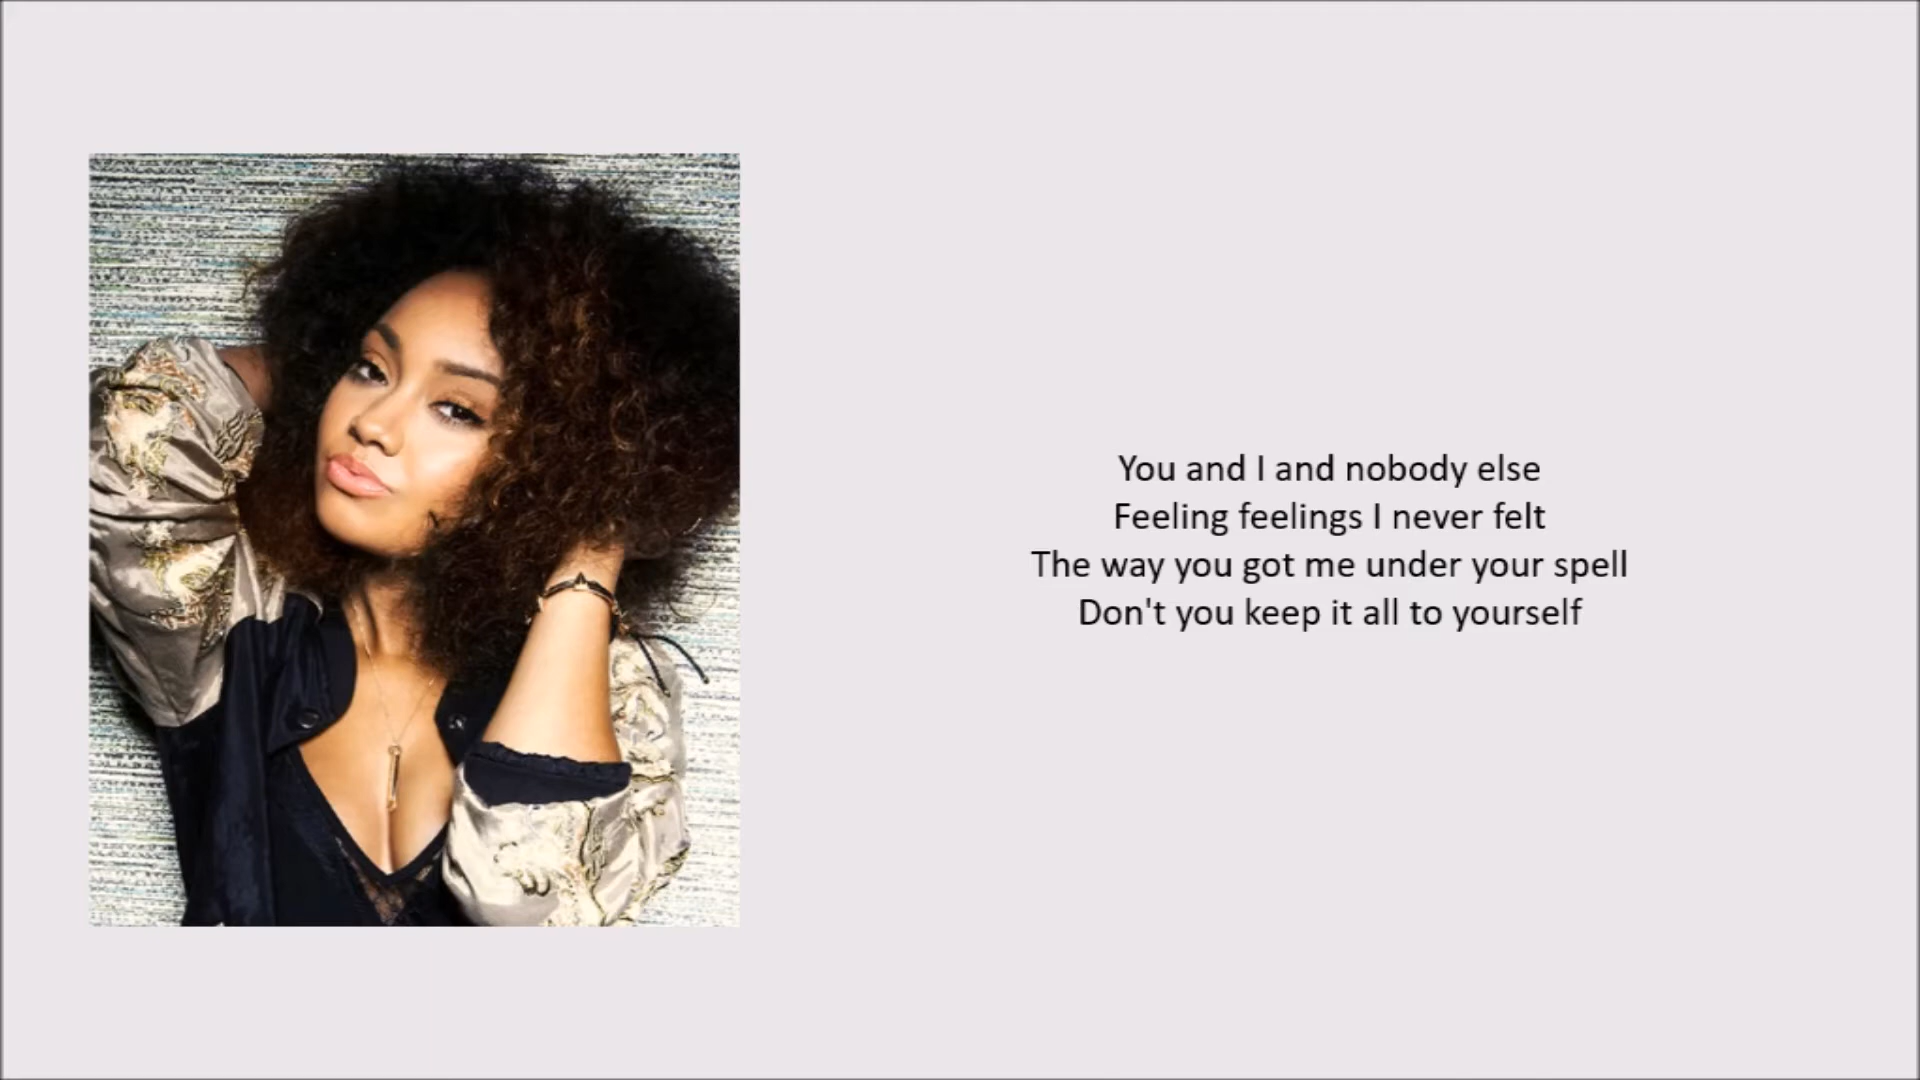 You and I and nobody else
Feeling feelings I never felt
The way you got me under your spell
Don't you keep it all to yourself